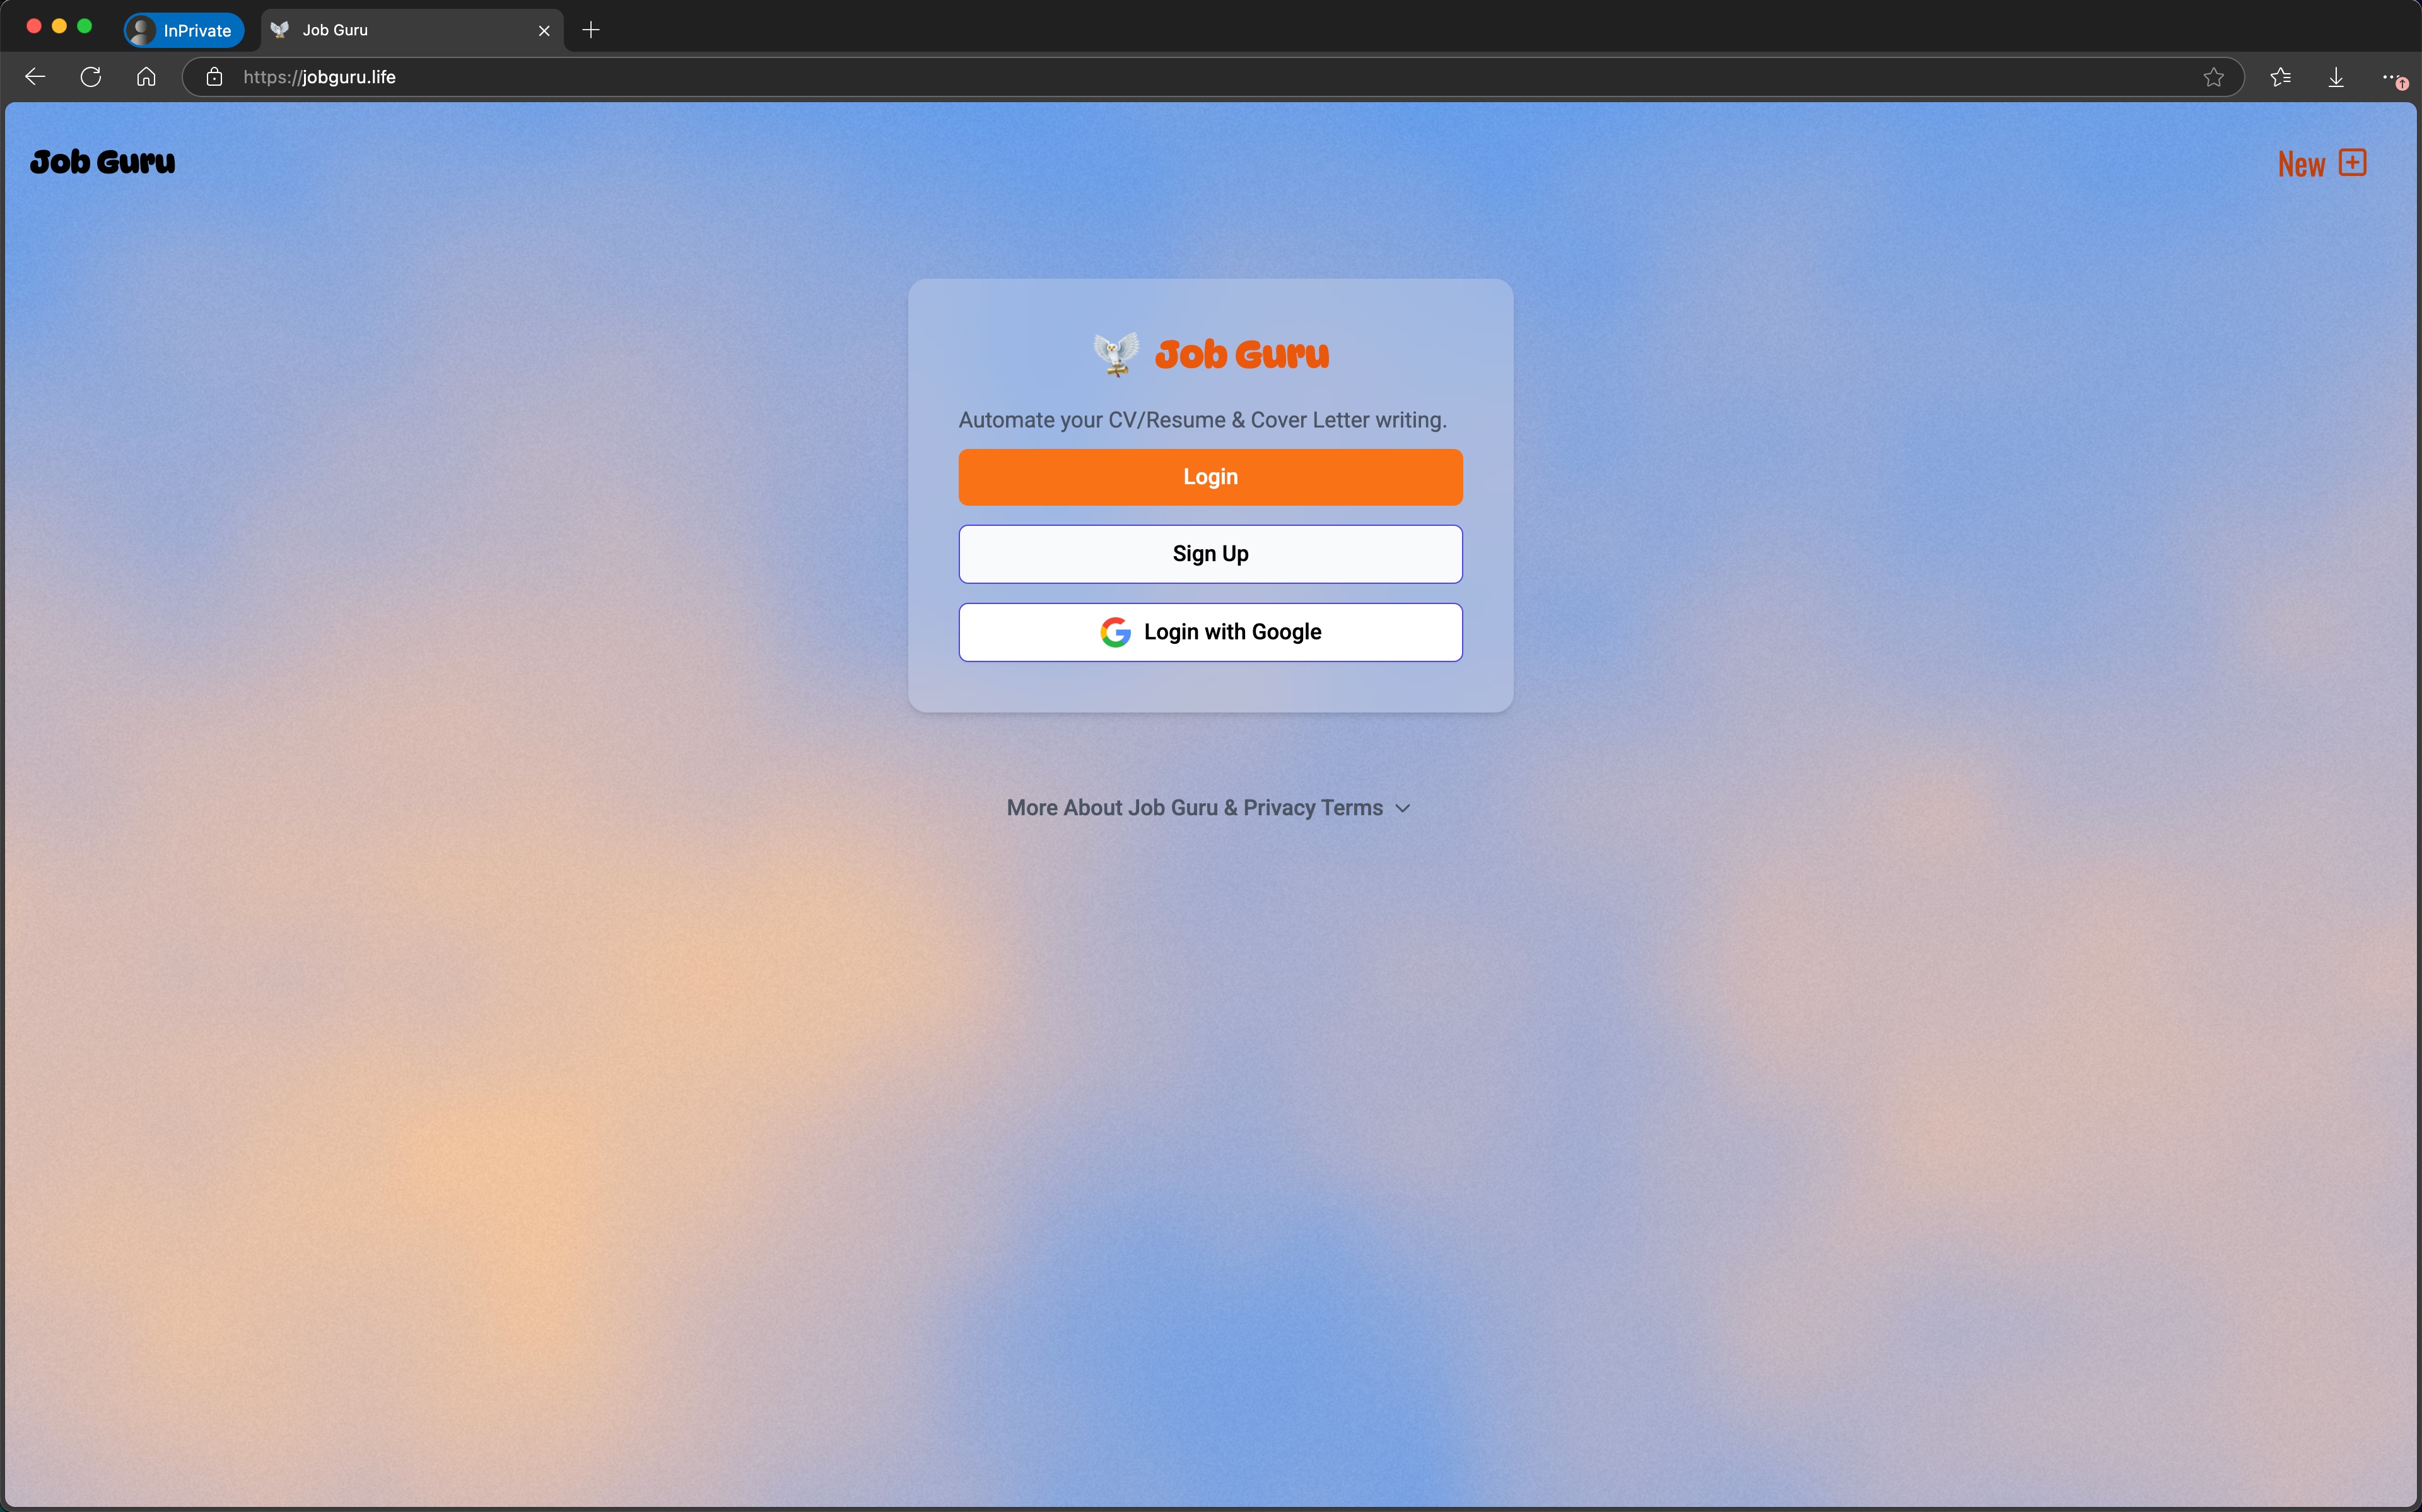 InPrivate
Job Guru
https://jobguru.life
Job Guru
New
Job Guru
Automate your CV/Resume & Cover Letter writing.
Login
Sign Up
Login with Google
More About Job Guru & Privacy Terms